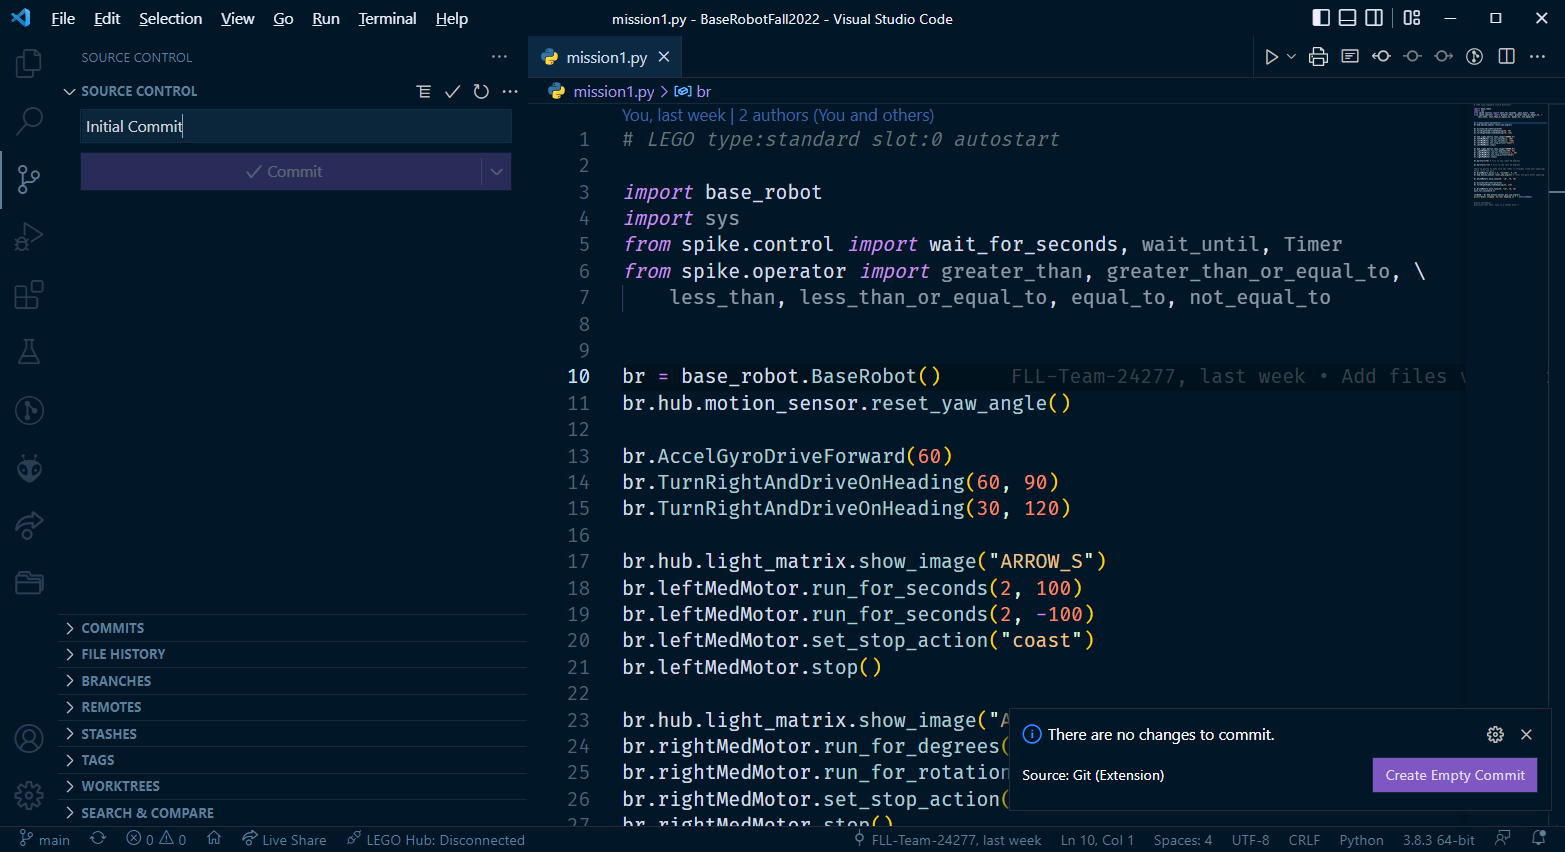 File Edit Selection View Go Run Terminal Help
mission1.py - BaseRobotFall2022 - Visual Studio Code
SOURCE CONTROL
SOURCE CONTROL
Initial Commit
Commit
COMMITS
FILE HISTORY
BRANCHES
REMOTES
STASHES
TAGS
WORKTREES
SEARCH & COMPARE
mission1.py
mission1.py > br
You, last week | 2 authors (You and others)
1 # LEGO type:standard slot:0 autostart
2
3 import base_robot
4 import sys
5 from spike.control import wait_for_seconds, wait_until, Timer
6 from spike.operator import greater_than, greater_than_or_equal_to, \
7 less_than, less_than_or_equal_to, equal_to, not_equal_to
8
9
10 br = base_robot.BaseRobot() FLL-Team-24277, last week • Add files
11 br.hub.motion_sensor.reset_yaw_angle()
12
13 br.AccelGyroDriveForward(60)
14 br.TurnRightAndDriveOnHeading(60, 90)
15 br.TurnRightAndDriveOnHeading(30, 120)
16
17 br.hub.light_matrix.show_image("ARROW_S")
18 br.leftMedMotor.run_for_seconds(2, 100)
19 br.leftMedMotor.run_for_seconds(2, -100)
20 br.leftMedMotor.set_stop_action("coast")
21 br.leftMedMotor.stop()
22
23 br.hub.light_matrix.show_image("A
24 br.rightMedMotor.run_for_degrees(
25 br.rightMedMotor.run_for_rotation
26 br.rightMedMotor.set_stop_action(
27 br.rightMedMotor.stop()
There are no changes to commit.
Source: Git (Extension)
Create Empty Commit
main 0 0 Live Share LEGO Hub: Disconnected FLL-Team-24277, last week Ln 10, Col 1 Spaces: 4 UTF-8 CRLF Python 3.8.3 64-bit